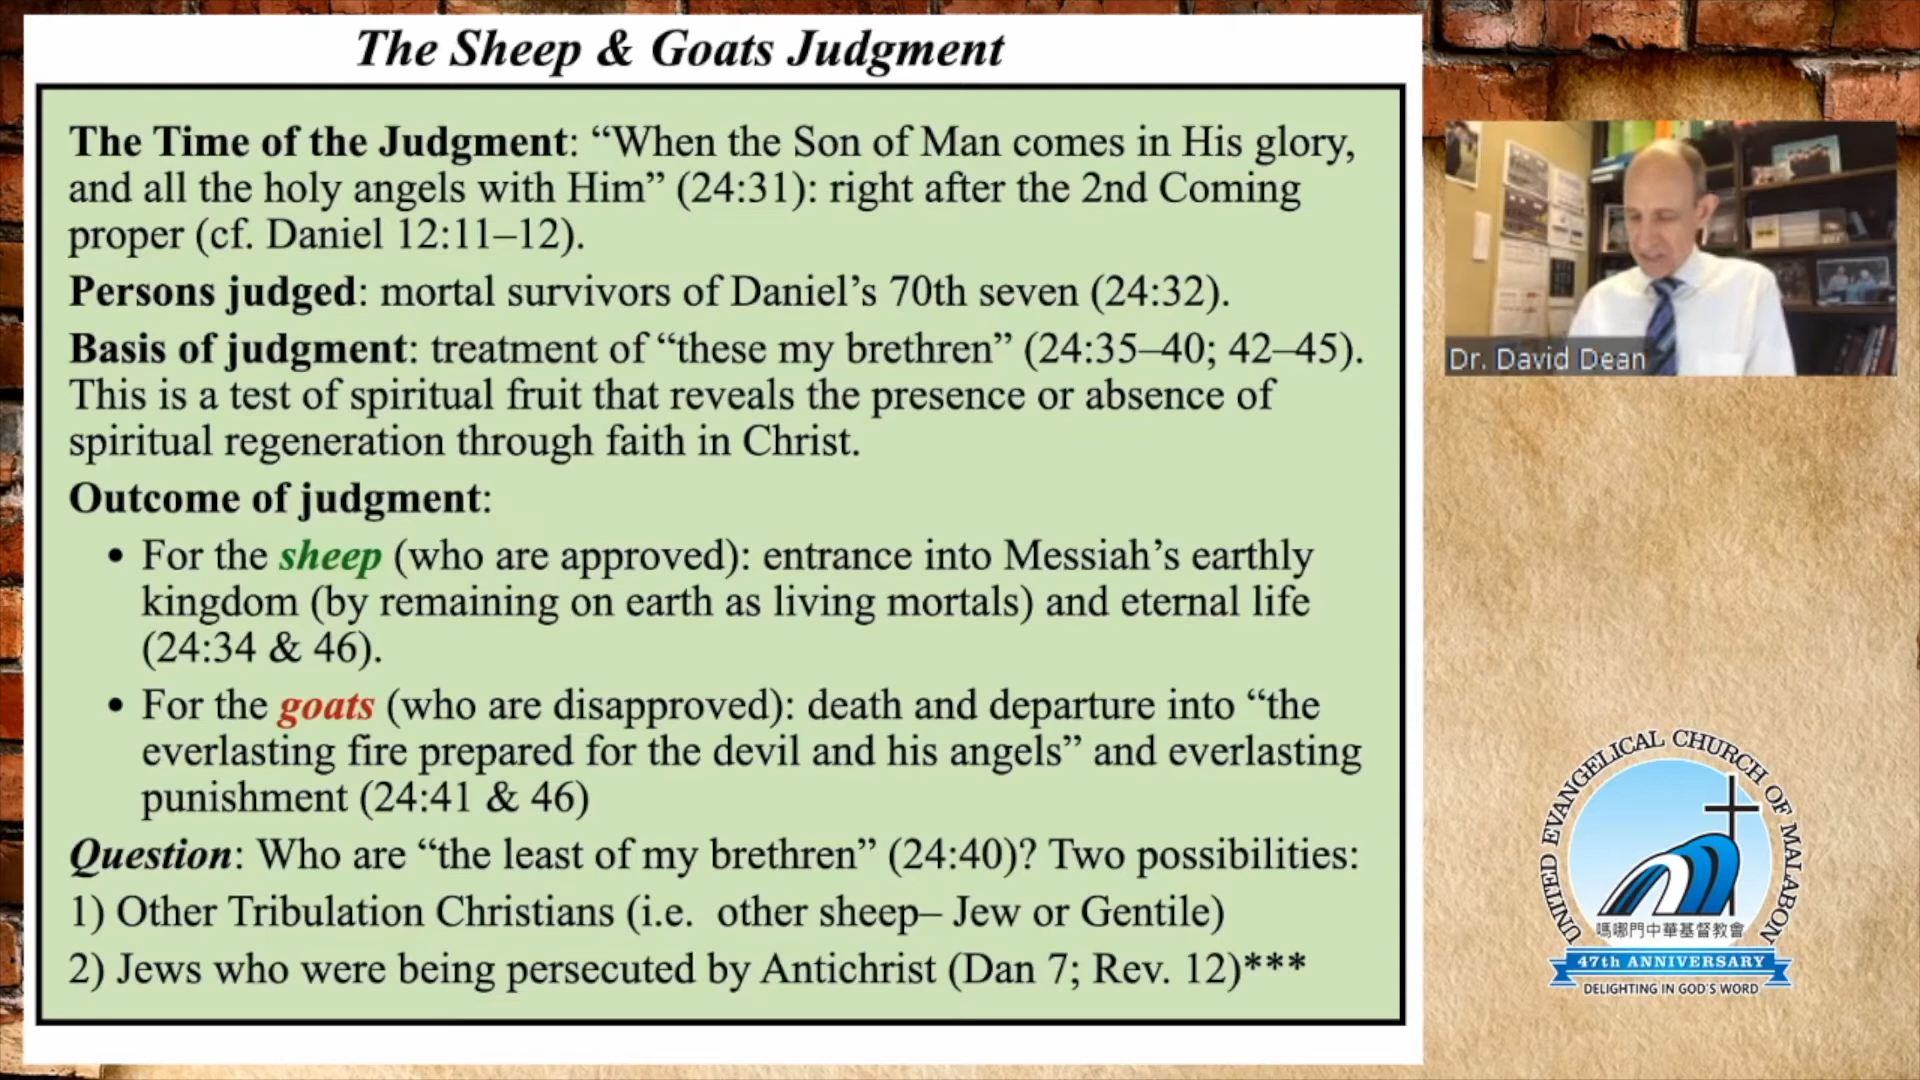 The Sheep & Goats Judgment
The Time of the Judgment: “When the Son of Man comes in His glory,
and all the holy angels with Him” (24:31): right after the 2nd Coming
proper (cf. Daniel 12:11–12).
Persons judged: mortal survivors of Daniel’s 70th seven (24:32).
Basis of judgment: treatment of “these my brethren” (24:35–40; 42–45).
This is a test of spiritual fruit that reveals the presence or absence of
spiritual regeneration through faith in Christ.
Outcome of judgment:
• For the sheep (who are approved): entrance into Messiah’s earthly
kingdom (by remaining on earth as living mortals) and eternal life
(24:34 & 46).
• For the goats (who are disapproved): death and departure into “the
everlasting fire prepared for the devil and his angels” and everlasting
punishment (24:41 & 46)
Question: Who are “the least of my brethren” (24:40)? Two possibilities:
1) Other Tribulation Christians (i.e. other sheep– Jew or Gentile)
2) Jews who were being persecuted by Antichrist (Dan 7; Rev. 12)***
Dr. David Dean
UNITED EVANGELICAL CHURCH OF MALABON
嗎哪門中華基督教會
47th ANNIVERSARY
DELIGHTING IN GOD'S WORD